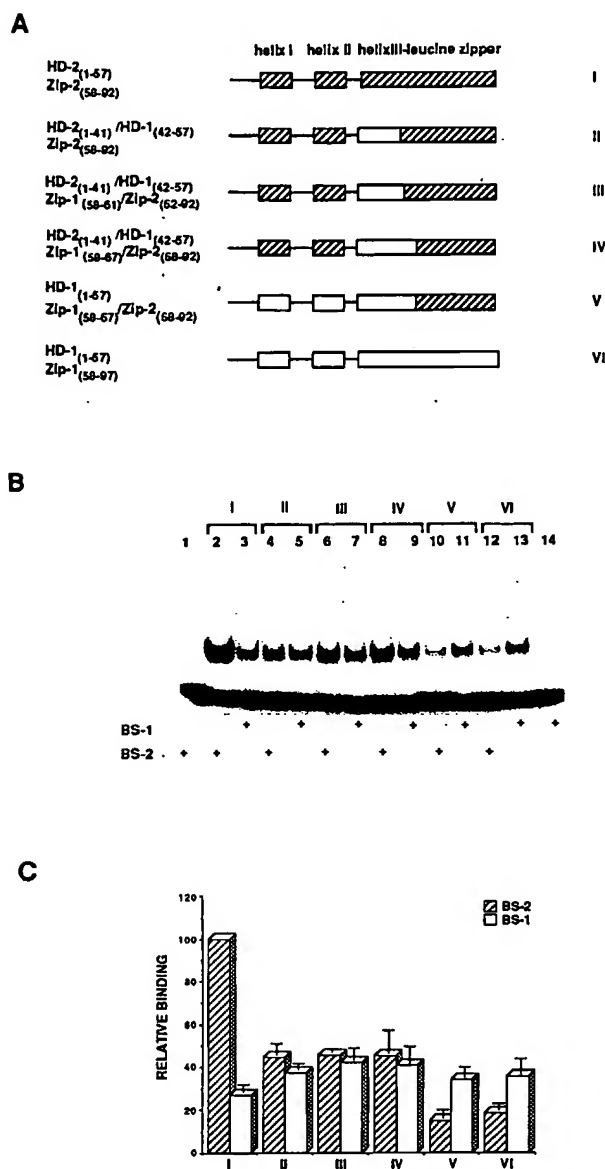 A
helix I helix II helixIII-leucine zipper
HD-2(1-57)
Zip-2(58-92)
I
HD-2(1-41) /HD-1(42-57)
Zip-2(58-92)
II
HD-2(1-41) /HD-1(42-57)
Zip-1(58-61)/Zip-2(62-92)
III
HD-2(1-41) /HD-1(42-57)
Zip-1(58-67)/Zip-2(68-92)
IV
HD-1(1-57)
Zip-1(58-67)/Zip-2(68-92)
V
HD-1(1-57)
Zip-1(58-97)
VI
B
I II III IV V VI
1 2 3 4 5 6 7 8 9 10 11 12 13 14
BS-1 + + + + + + +
BS-2 + + + + + + +
C
BS-2
BS-1
RELATIVE BINDING
120
100
80
60
40
20
0
I II III IV V VI